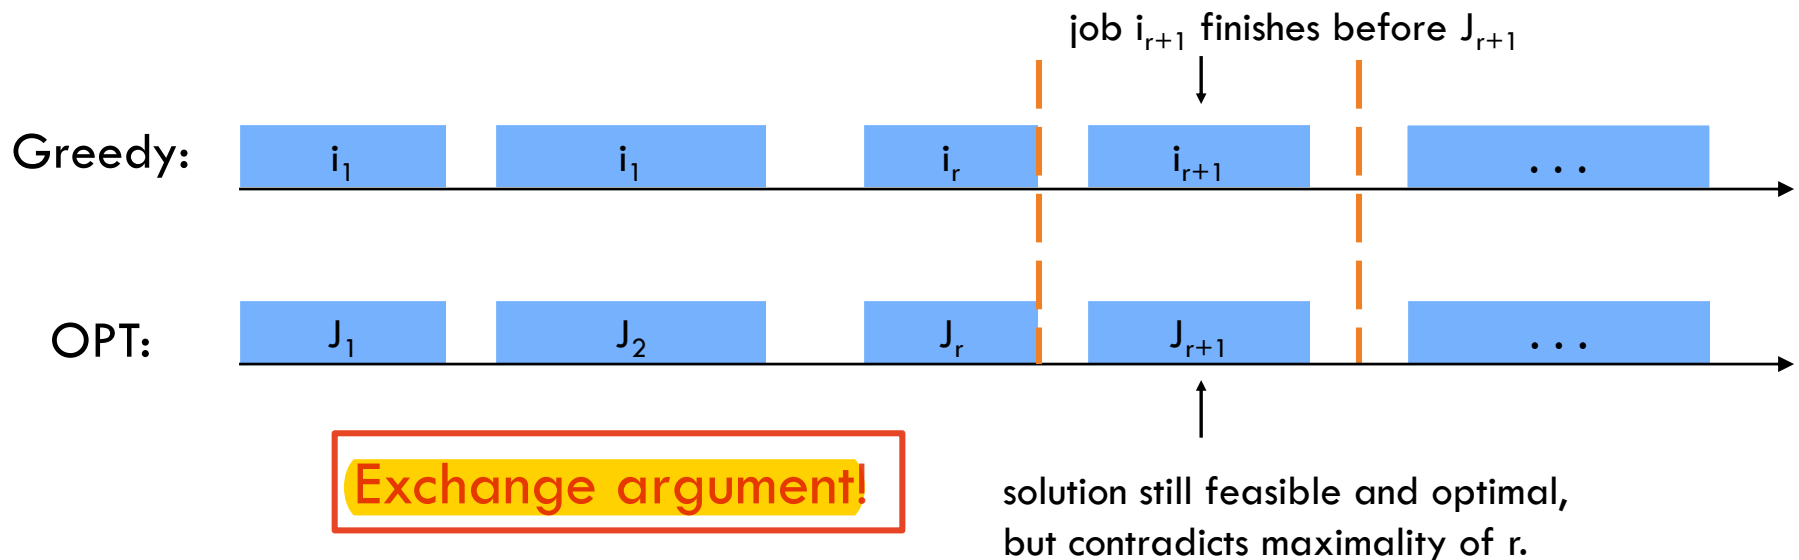 job i_{r+1} finishes before J_{r+1}
Greedy: i_1 i_1 i_r i_{r+1} ...
OPT: J_1 J_2 J_r J_{r+1} ...
Exchange argument!
solution still feasible and optimal,
but contradicts maximality of r.